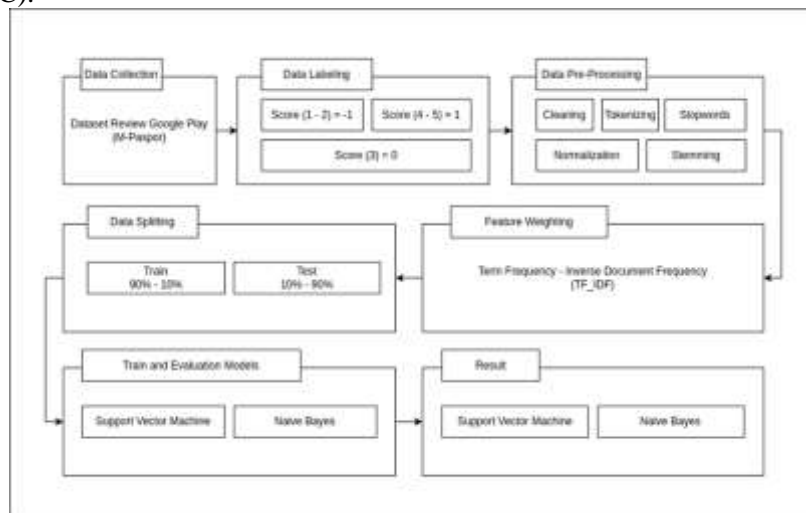 C).
Data Collection
Dataset Review Google Play
(M-Paspor)
Data Labeling
Score (1 - 2) = -1
Score (4 - 5) = 1
Score (3) = 0
Data Pre-Processing
Cleaning
Tokenizing
Stopwords
Normalization
Stemming
Feature Weighting
Term Frequency - Inverse Document Frequency
(TF_IDF)
Data Splitting
Train
90% - 10%
Test
10% - 90%
Train and Evaluation Models
Support Vector Machine
Naive Bayes
Result
Support Vector Machine
Naive Bayes